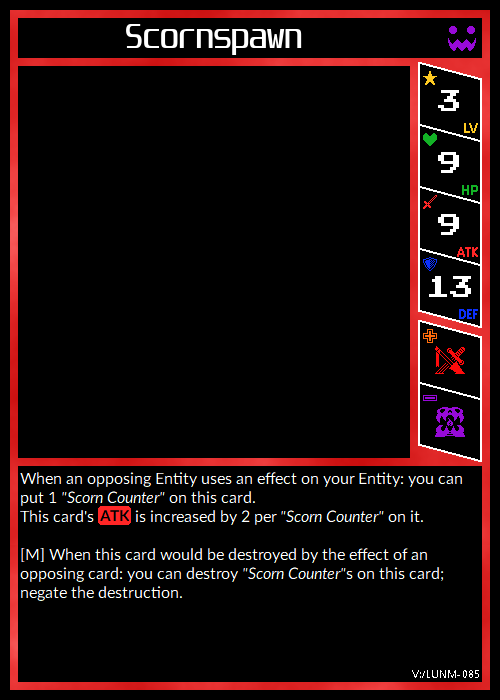 Scornspawn
3
LV
9
HP
9
ATK
13
DEF
When an opposing Entity uses an effect on your Entity: you can
put 1 "Scorn Counter" on this card.
This card's ATK is increased by 2 per "Scorn Counter" on it.
[M] When this card would be destroyed by the effect of an
opposing card: you can destroy "Scorn Counter"s on this card;
negate the destruction.
V:/LUNM-085